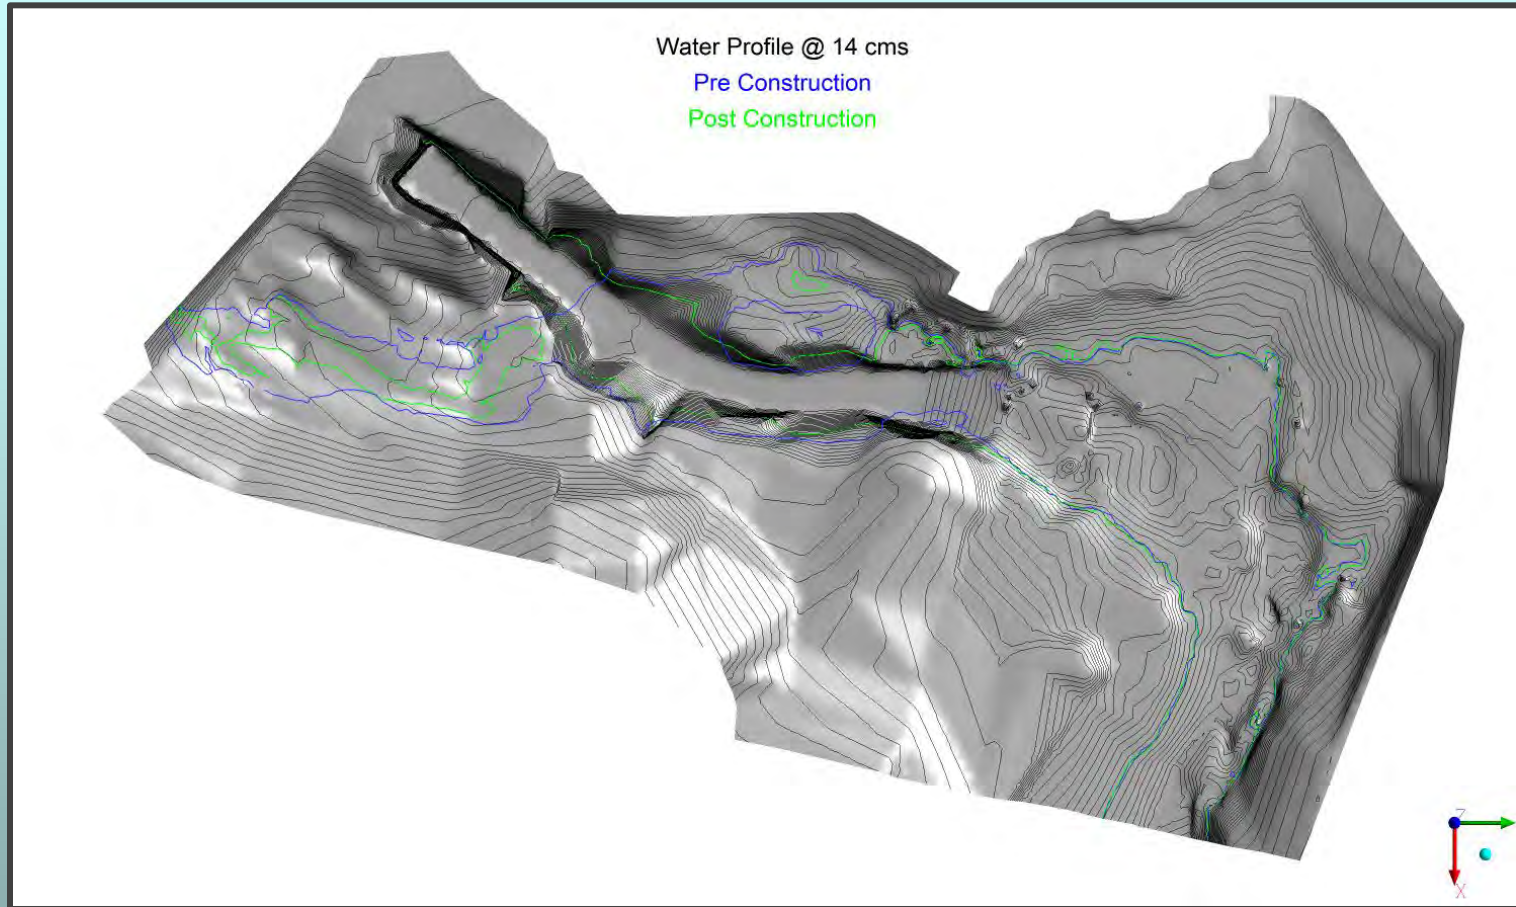 Water Profile @ 14 cms
Pre Construction
Post Construction
Z
X